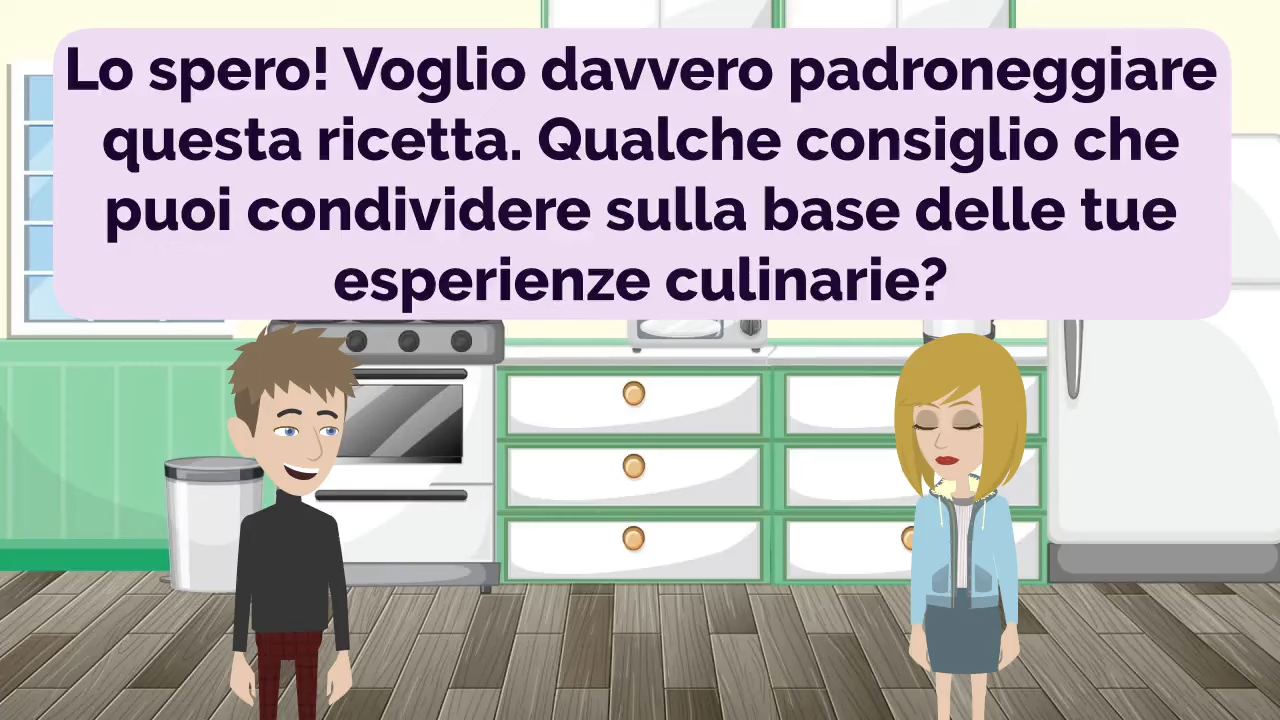 Lo spero! Voglio davvero padroneggiare
questa ricetta. Qualche consiglio che
puoi condividere sulla base delle tue
esperienze culinarie?